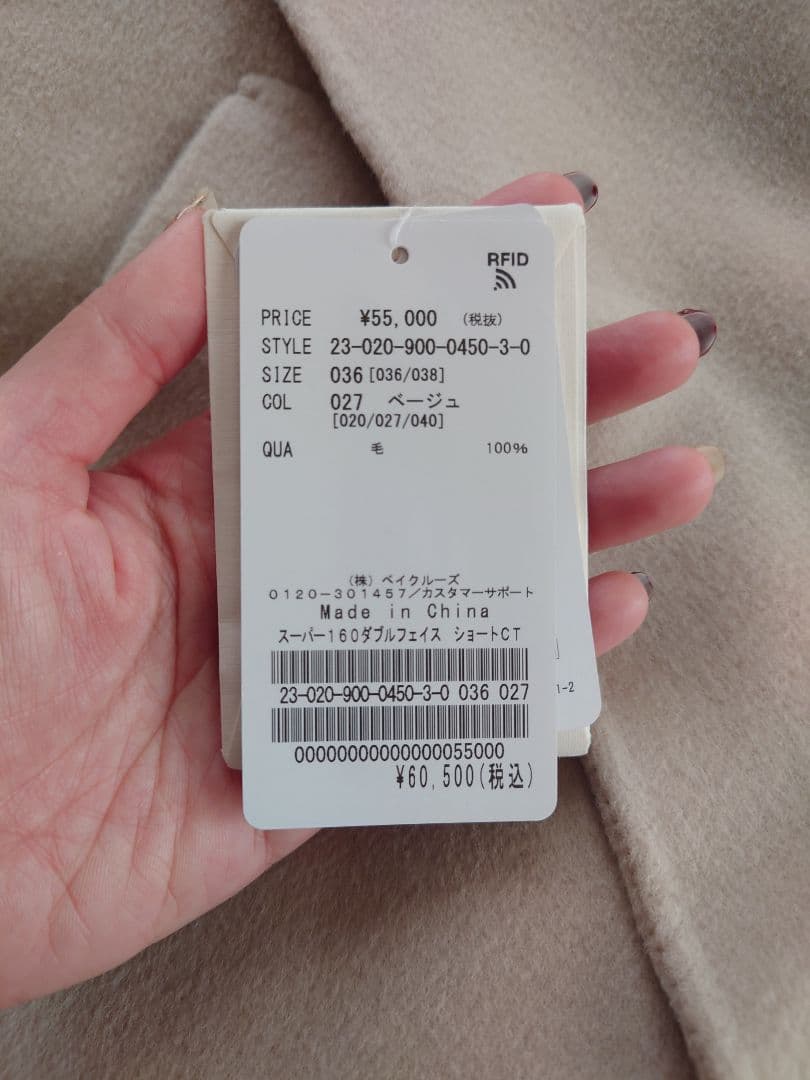 RFID
PRICE ¥55,000 (税抜)
STYLE 23-020-900-0450-3-0
SIZE 036 [036/038]
COL 027 ベージュ
[020/027/040]
QUA 毛 100%
(株) ベイクルーズ
0120-301457/カスタマーサポート
Made in China
スーパー160ダブルフェイス ショートCT
23-020-900-0450-3-0 036 027
00000000000000055000
¥60,500(税込)
1-2